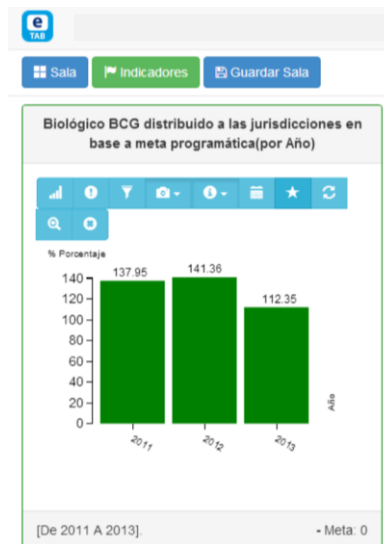 e
TAB
Sala
Indicadores
Guardar Sala
Biológico BCG distribuido a las jurisdicciones en
base a meta programática(por Año)
% Porcentaje
137.95
141.36
112.35
140
120
100
80
60
40
20
0
2011
2012
2013
Año
[De 2011 A 2013].
- Meta: 0